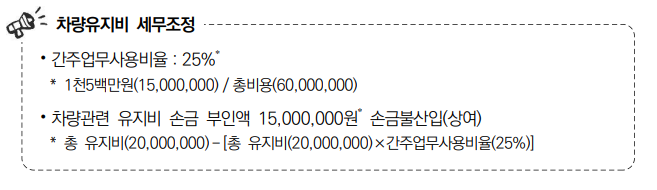 차량유지비 세무조정
• 간주업무사용비율 : 25%*
* 1천5백만원(15,000,000) / 총비용(60,000,000)
• 차량관련 유지비 손금 부인액 15,000,000원* 손금불산입(상여)
* 총 유지비(20,000,000) − [총 유지비(20,000,000)×간주업무사용비율(25%)]